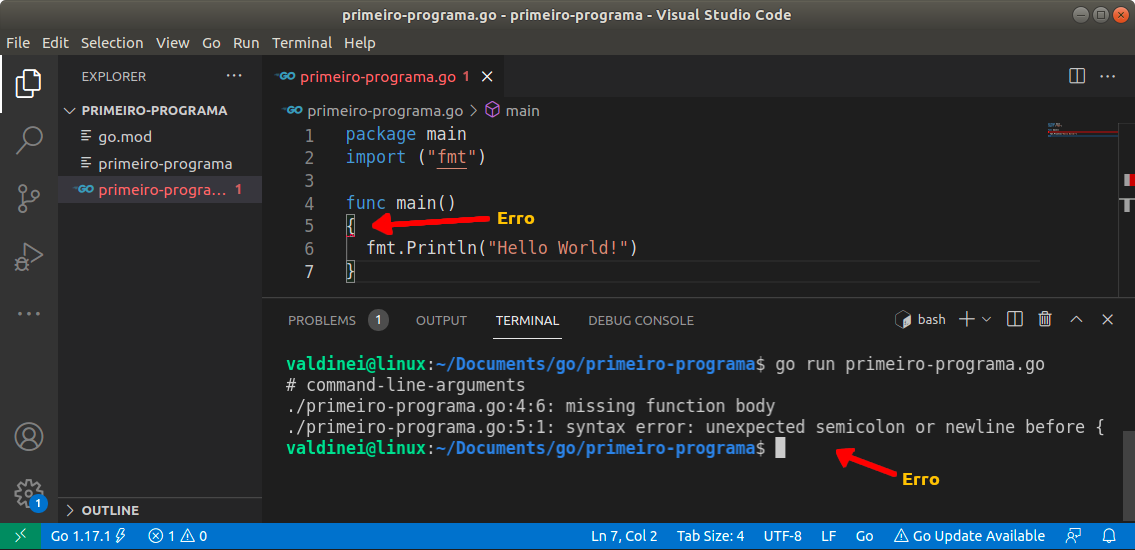 primeiro-programa.go - primeiro-programa - Visual Studio Code
File Edit Selection View Go Run Terminal Help
EXPLORER
PRIMEIRO-PROGRAMA
go.mod
primeiro-programa
GO primeiro-progra... 1
OUTLINE
GO primeiro-programa.go 1
GO primeiro-programa.go > main
1 package main
2 import ("fmt")
3
4 func main()
5 {
Erro
6 fmt.Println("Hello World!")
7 }
PROBLEMS 1 OUTPUT TERMINAL DEBUG CONSOLE bash
valdinei@linux:~/Documents/go/primeiro-programa$ go run primeiro-programa.go
# command-line-arguments
./primeiro-programa.go:4:6: missing function body
./primeiro-programa.go:5:1: syntax error: unexpected semicolon or newline before {
valdinei@linux:~/Documents/go/primeiro-programa$
Erro
1
Go 1.17.1 1 0 Ln 7, Col 2 Tab Size: 4 UTF-8 LF Go Go Update Available